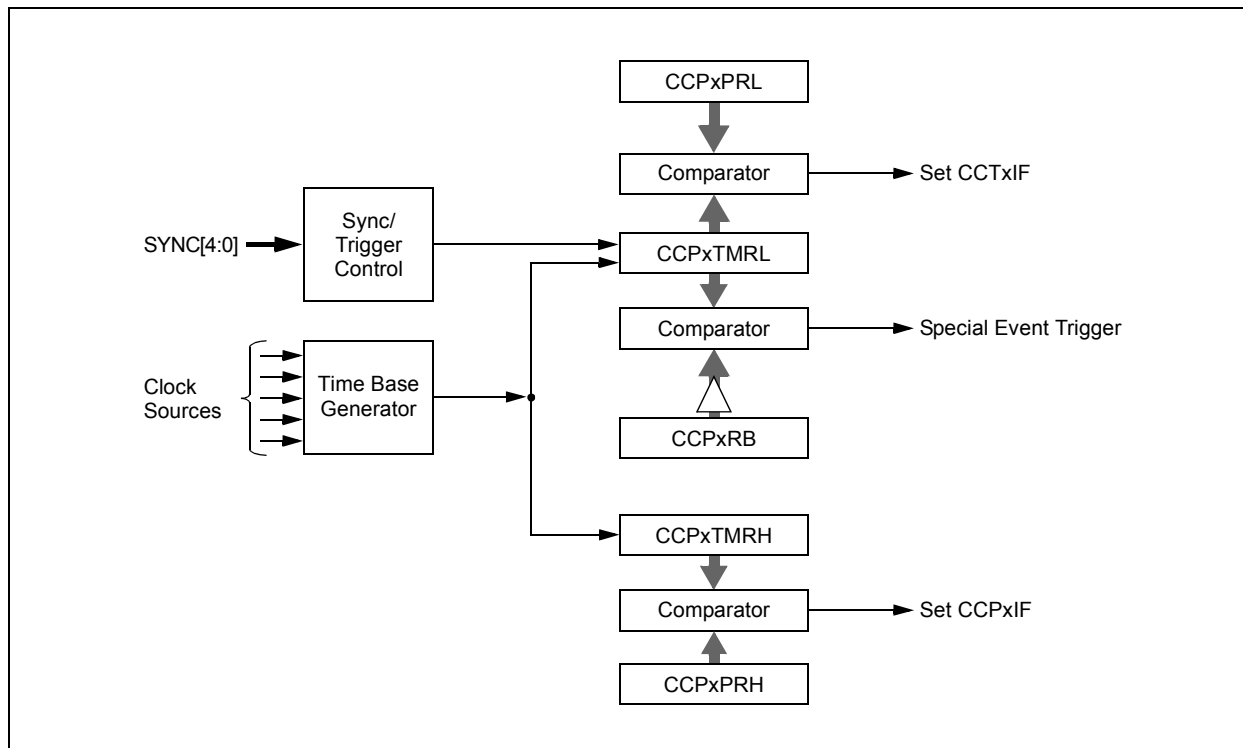 CCPxPRL
Comparator
Set CCTxIF
SYNC[4:0]
Sync/
Trigger
Control
CCPxTMRL
Comparator
Special Event Trigger
Clock
Sources
Time Base
Generator
CCPxRB
CCPxTMRH
Comparator
Set CCPxIF
CCPxPRH